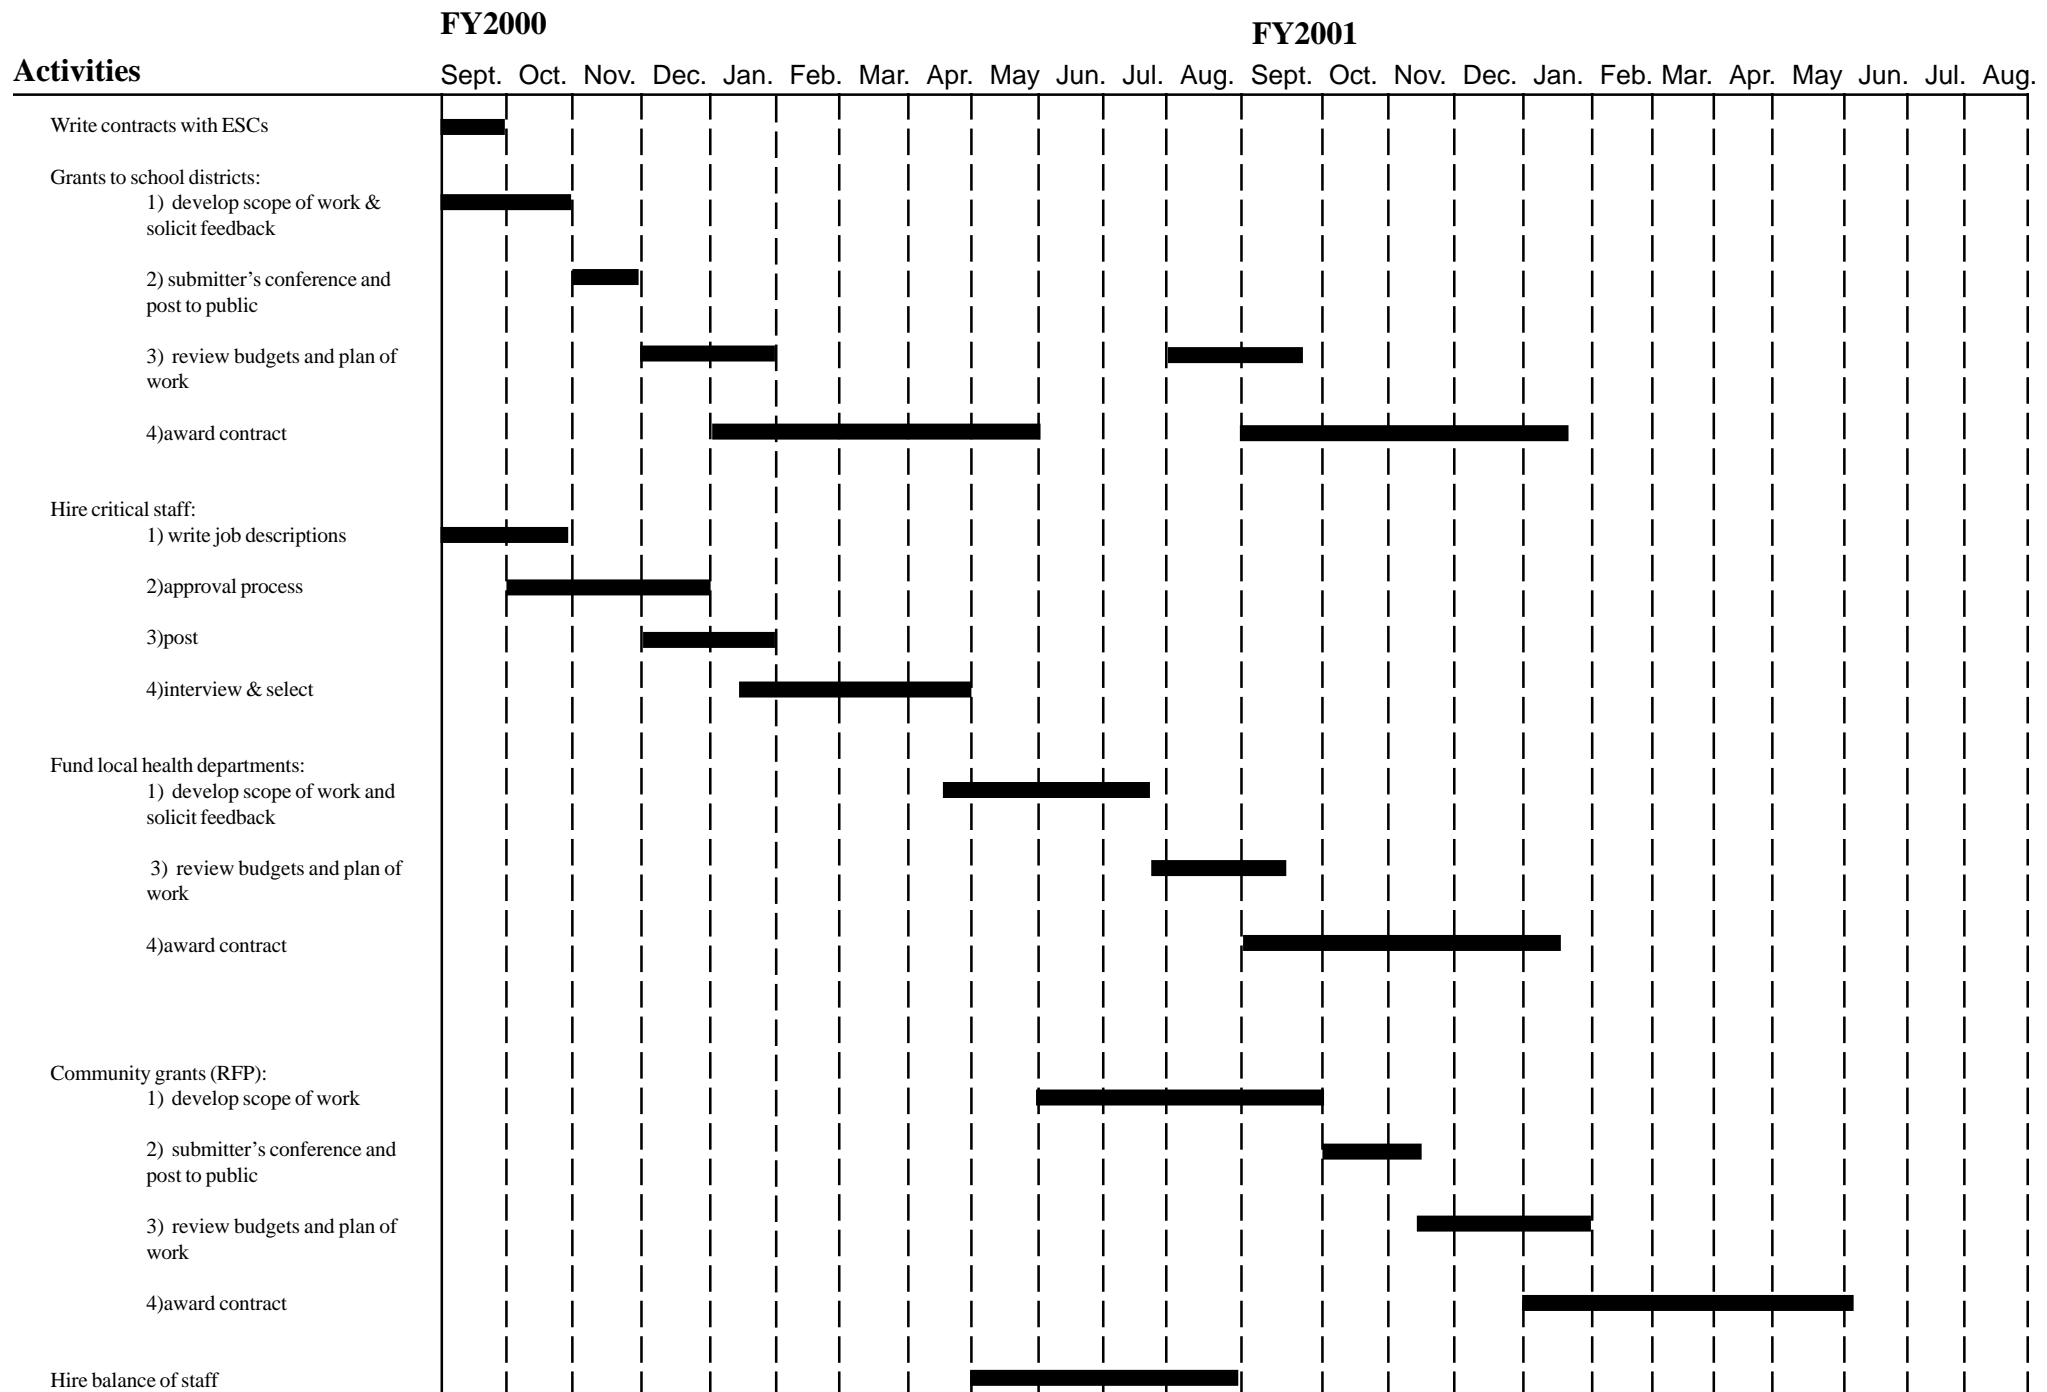 FY2000
FY2001
Activities
Sept. Oct. Nov. Dec. Jan. Feb. Mar. Apr. May Jun. Jul. Aug. Sept. Oct. Nov. Dec. Jan. Feb. Mar. Apr. May Jun. Jul. Aug.
Write contracts with ESCs
Grants to school districts:
1) develop scope of work &
solicit feedback
2) submitter’s conference and
post to public
3) review budgets and plan of
work
4)award contract
Hire critical staff:
1) write job descriptions
2)approval process
3)post
4)interview & select
Fund local health departments:
1) develop scope of work and
solicit feedback
3) review budgets and plan of
work
4)award contract
Community grants (RFP):
1) develop scope of work
2) submitter’s conference and
post to public
3) review budgets and plan of
work
4)award contract
Hire balance of staff